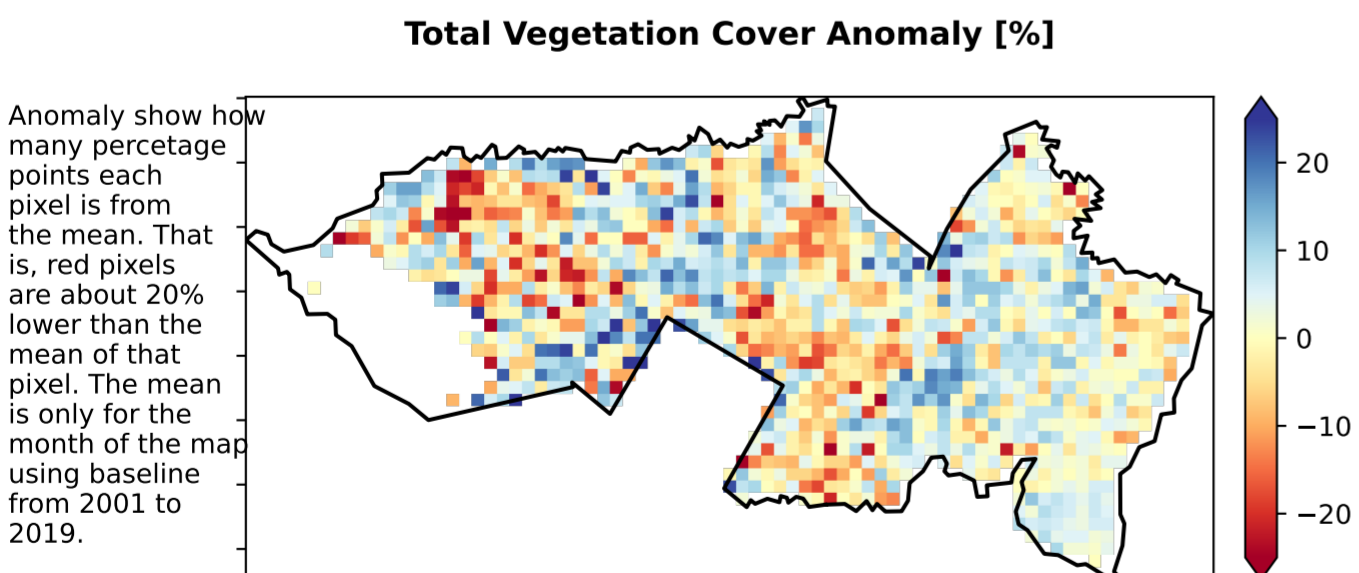 Total Vegetation Cover Anomaly [%]
Anomaly show how
many percetage
points each
pixel is from
the mean. That
is, red pixels
are about 20%
lower than the
mean of that
pixel. The mean
is only for the
month of the map
using baseline
from 2001 to
2019.
20
10
0
−10
−20